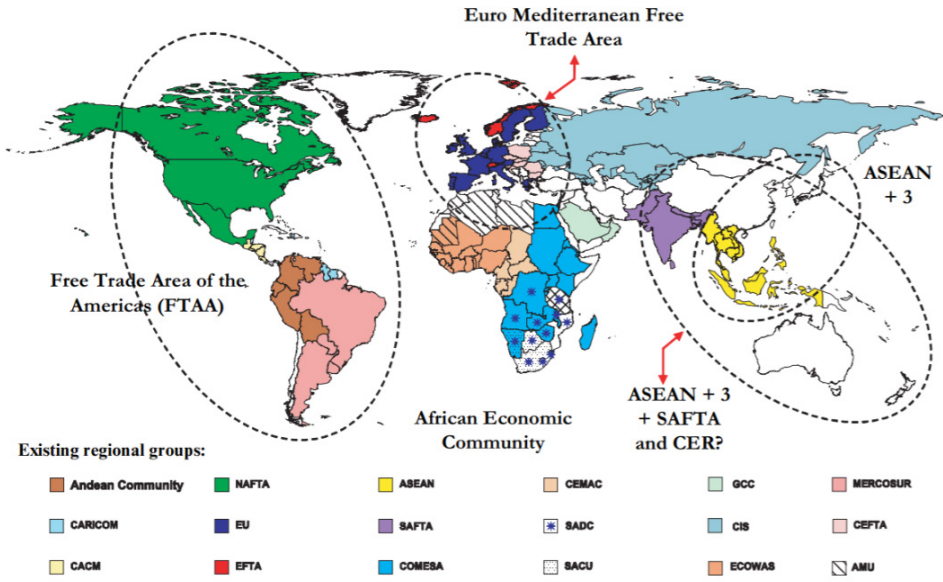 Euro Mediterranean Free
Trade Area
ASEAN
+ 3
Free Trade Area of the
Americas (FTAA)
African Economic
Community
ASEAN + 3
+ SAFTA
and CER?
Existing regional groups:
Andean Community
NAFTA
ASEAN
CEMAC
GCC
MERCOSUR
CARICOM
EU
SAFTA
SADC
CIS
CEFTA
CACM
EFTA
COMESA
SACU
ECOWAS
AMU